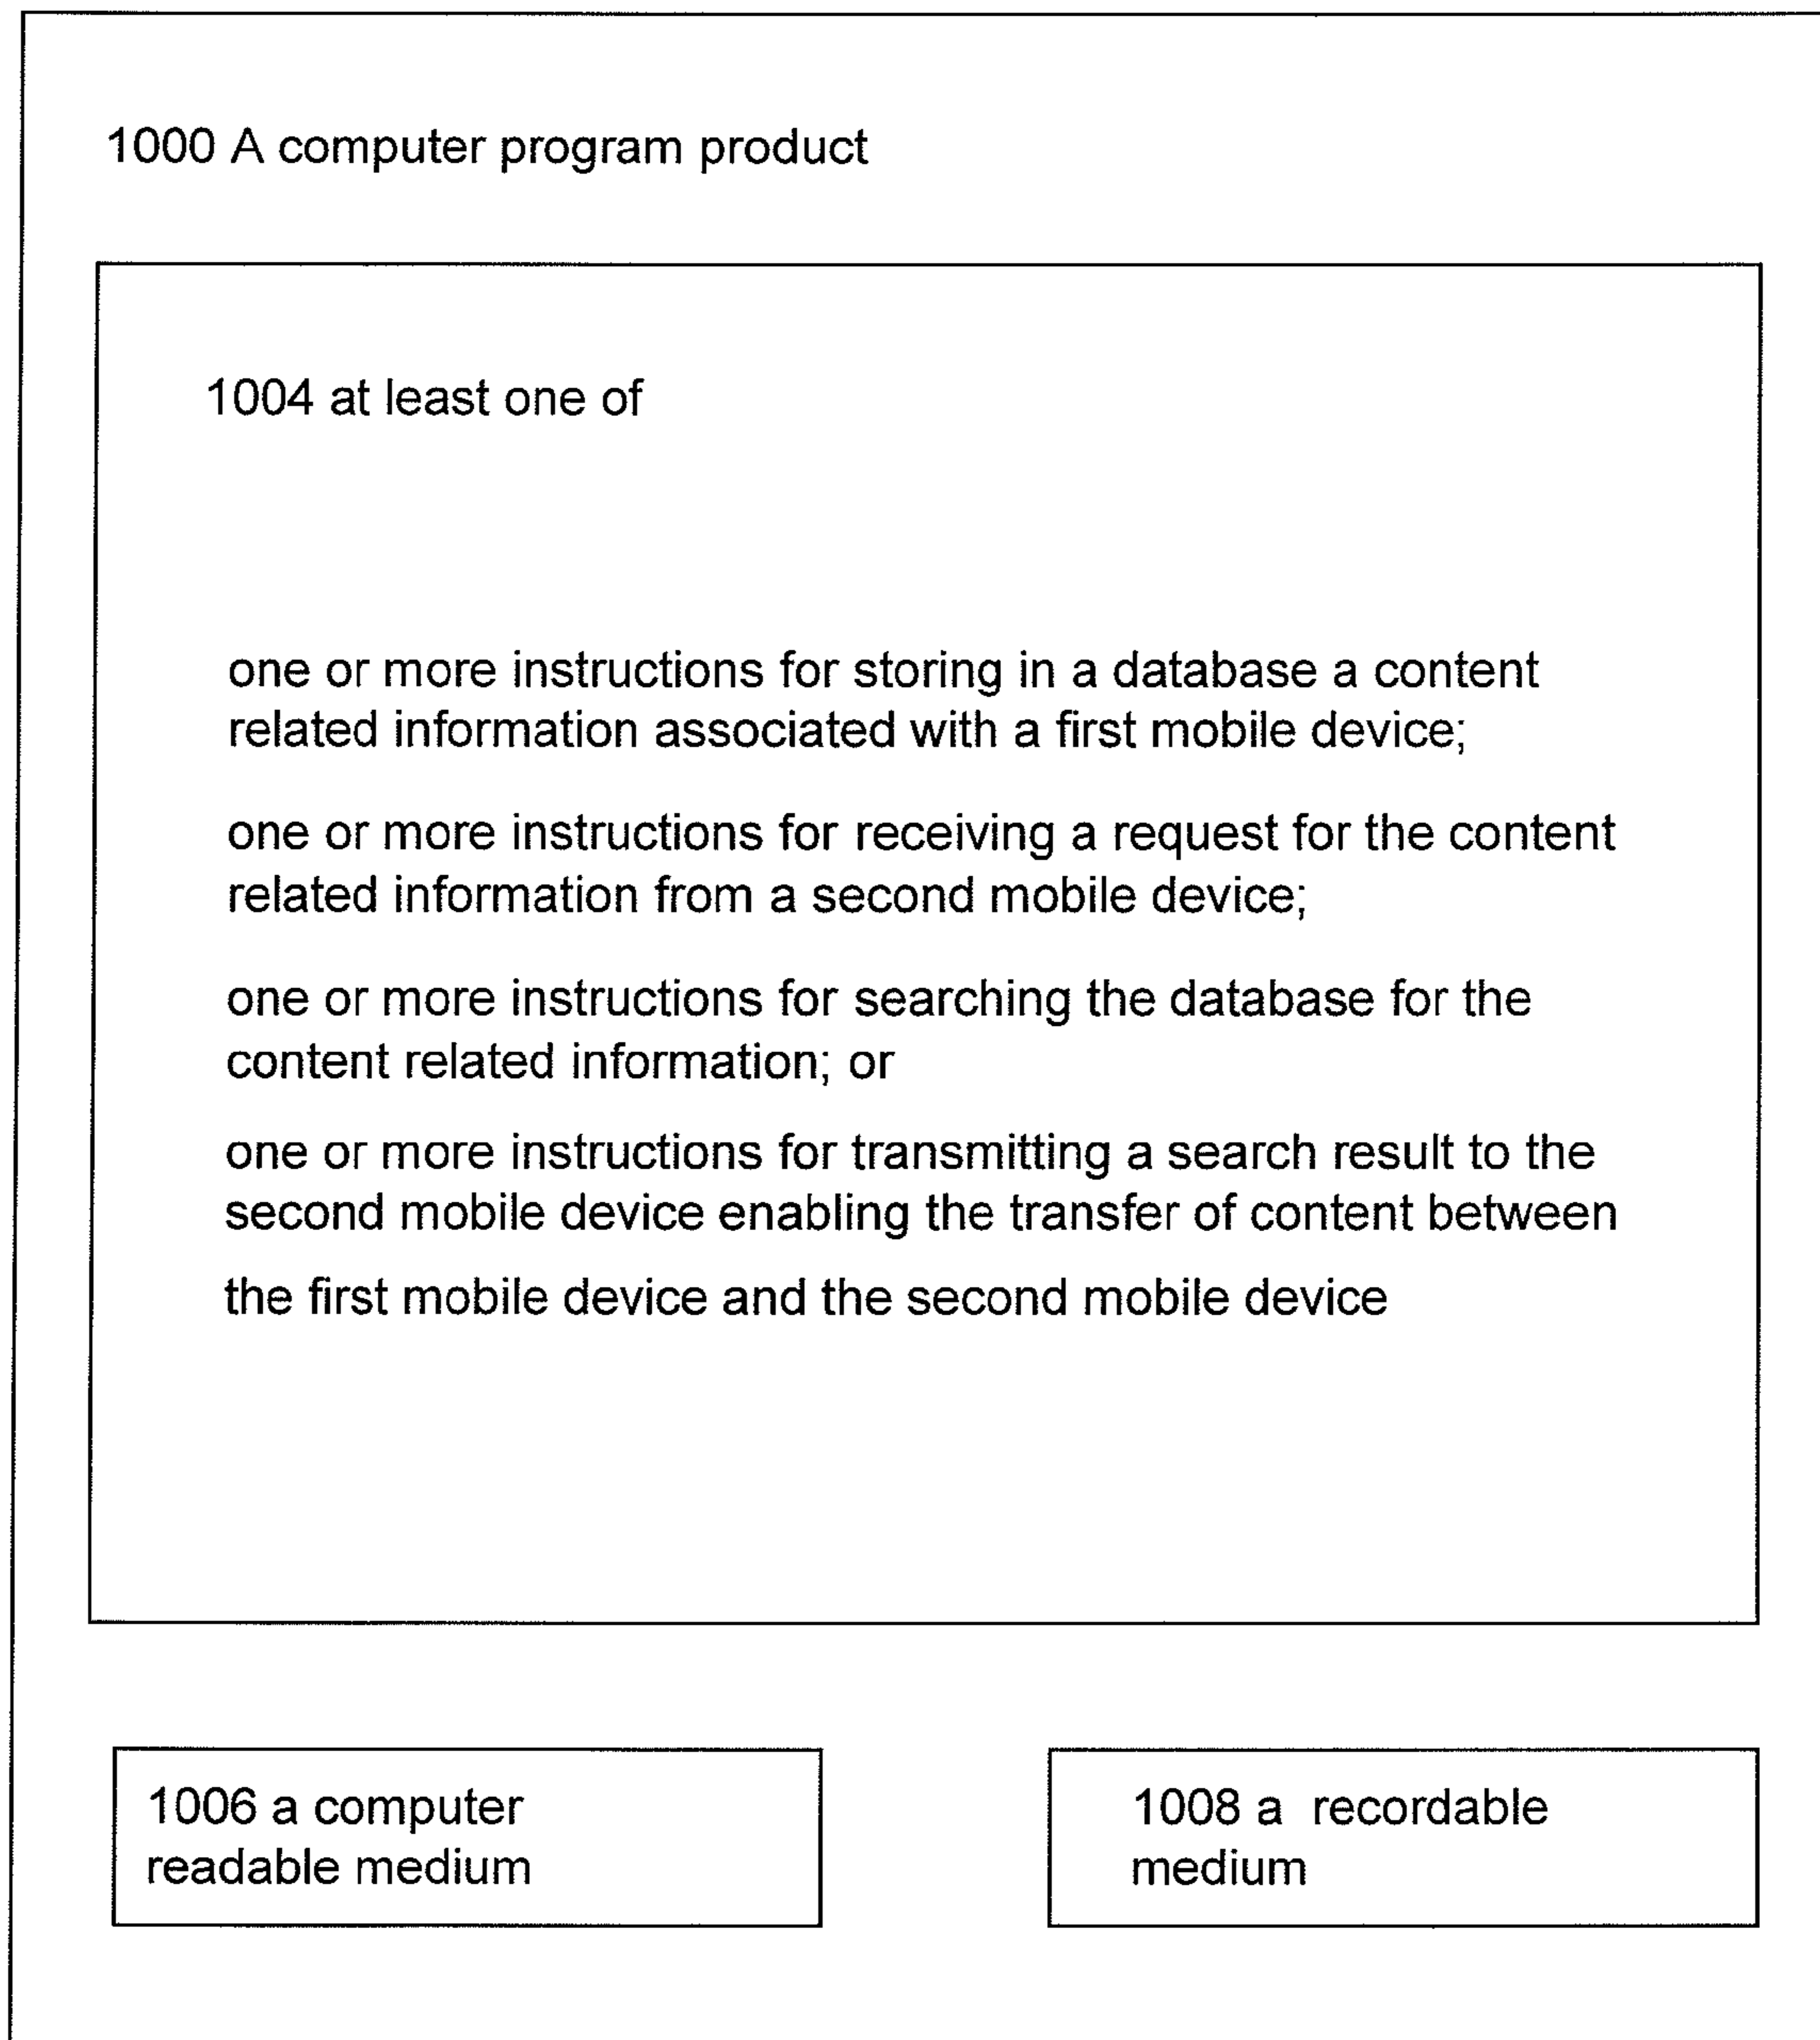 1000 A computer program product
1004 at least one of
one or more instructions for storing in a database a content
related information associated with a first mobile device;
one or more instructions for receiving a request for the content
related information from a second mobile device;
one or more instructions for searching the database for the
content related information; or
one or more instructions for transmitting a search result to the
second mobile device enabling the transfer of content between
the first mobile device and the second mobile device
1006 a computer
readable medium
1008 a recordable
medium